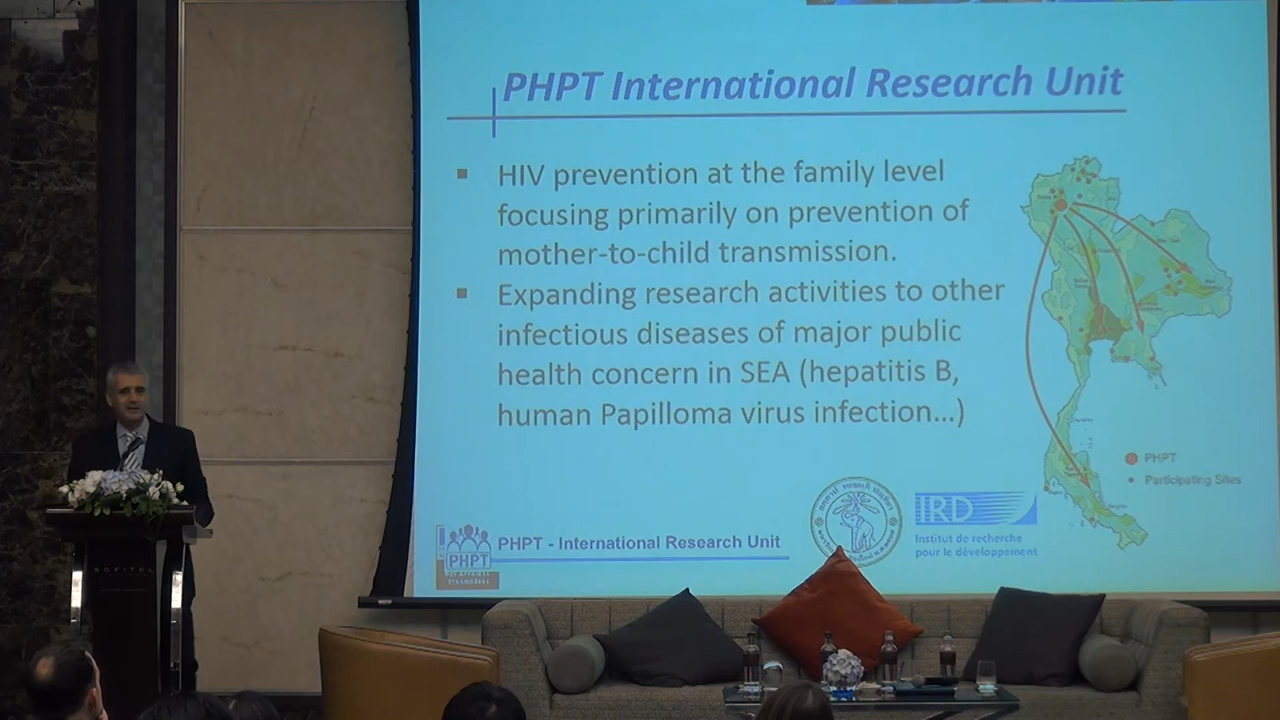 PHPT International Research Unit
▪ HIV prevention at the family level
focusing primarily on prevention of
mother-to-child transmission.
▪ Expanding research activities to other
infectious diseases of major public
health concern in SEA (hepatitis B,
human Papilloma virus infection...)
PHPT
Participating Sites
PHPT
PHPT - International Research Unit
IRD
Institut de recherche
pour le développement
SOFITEL